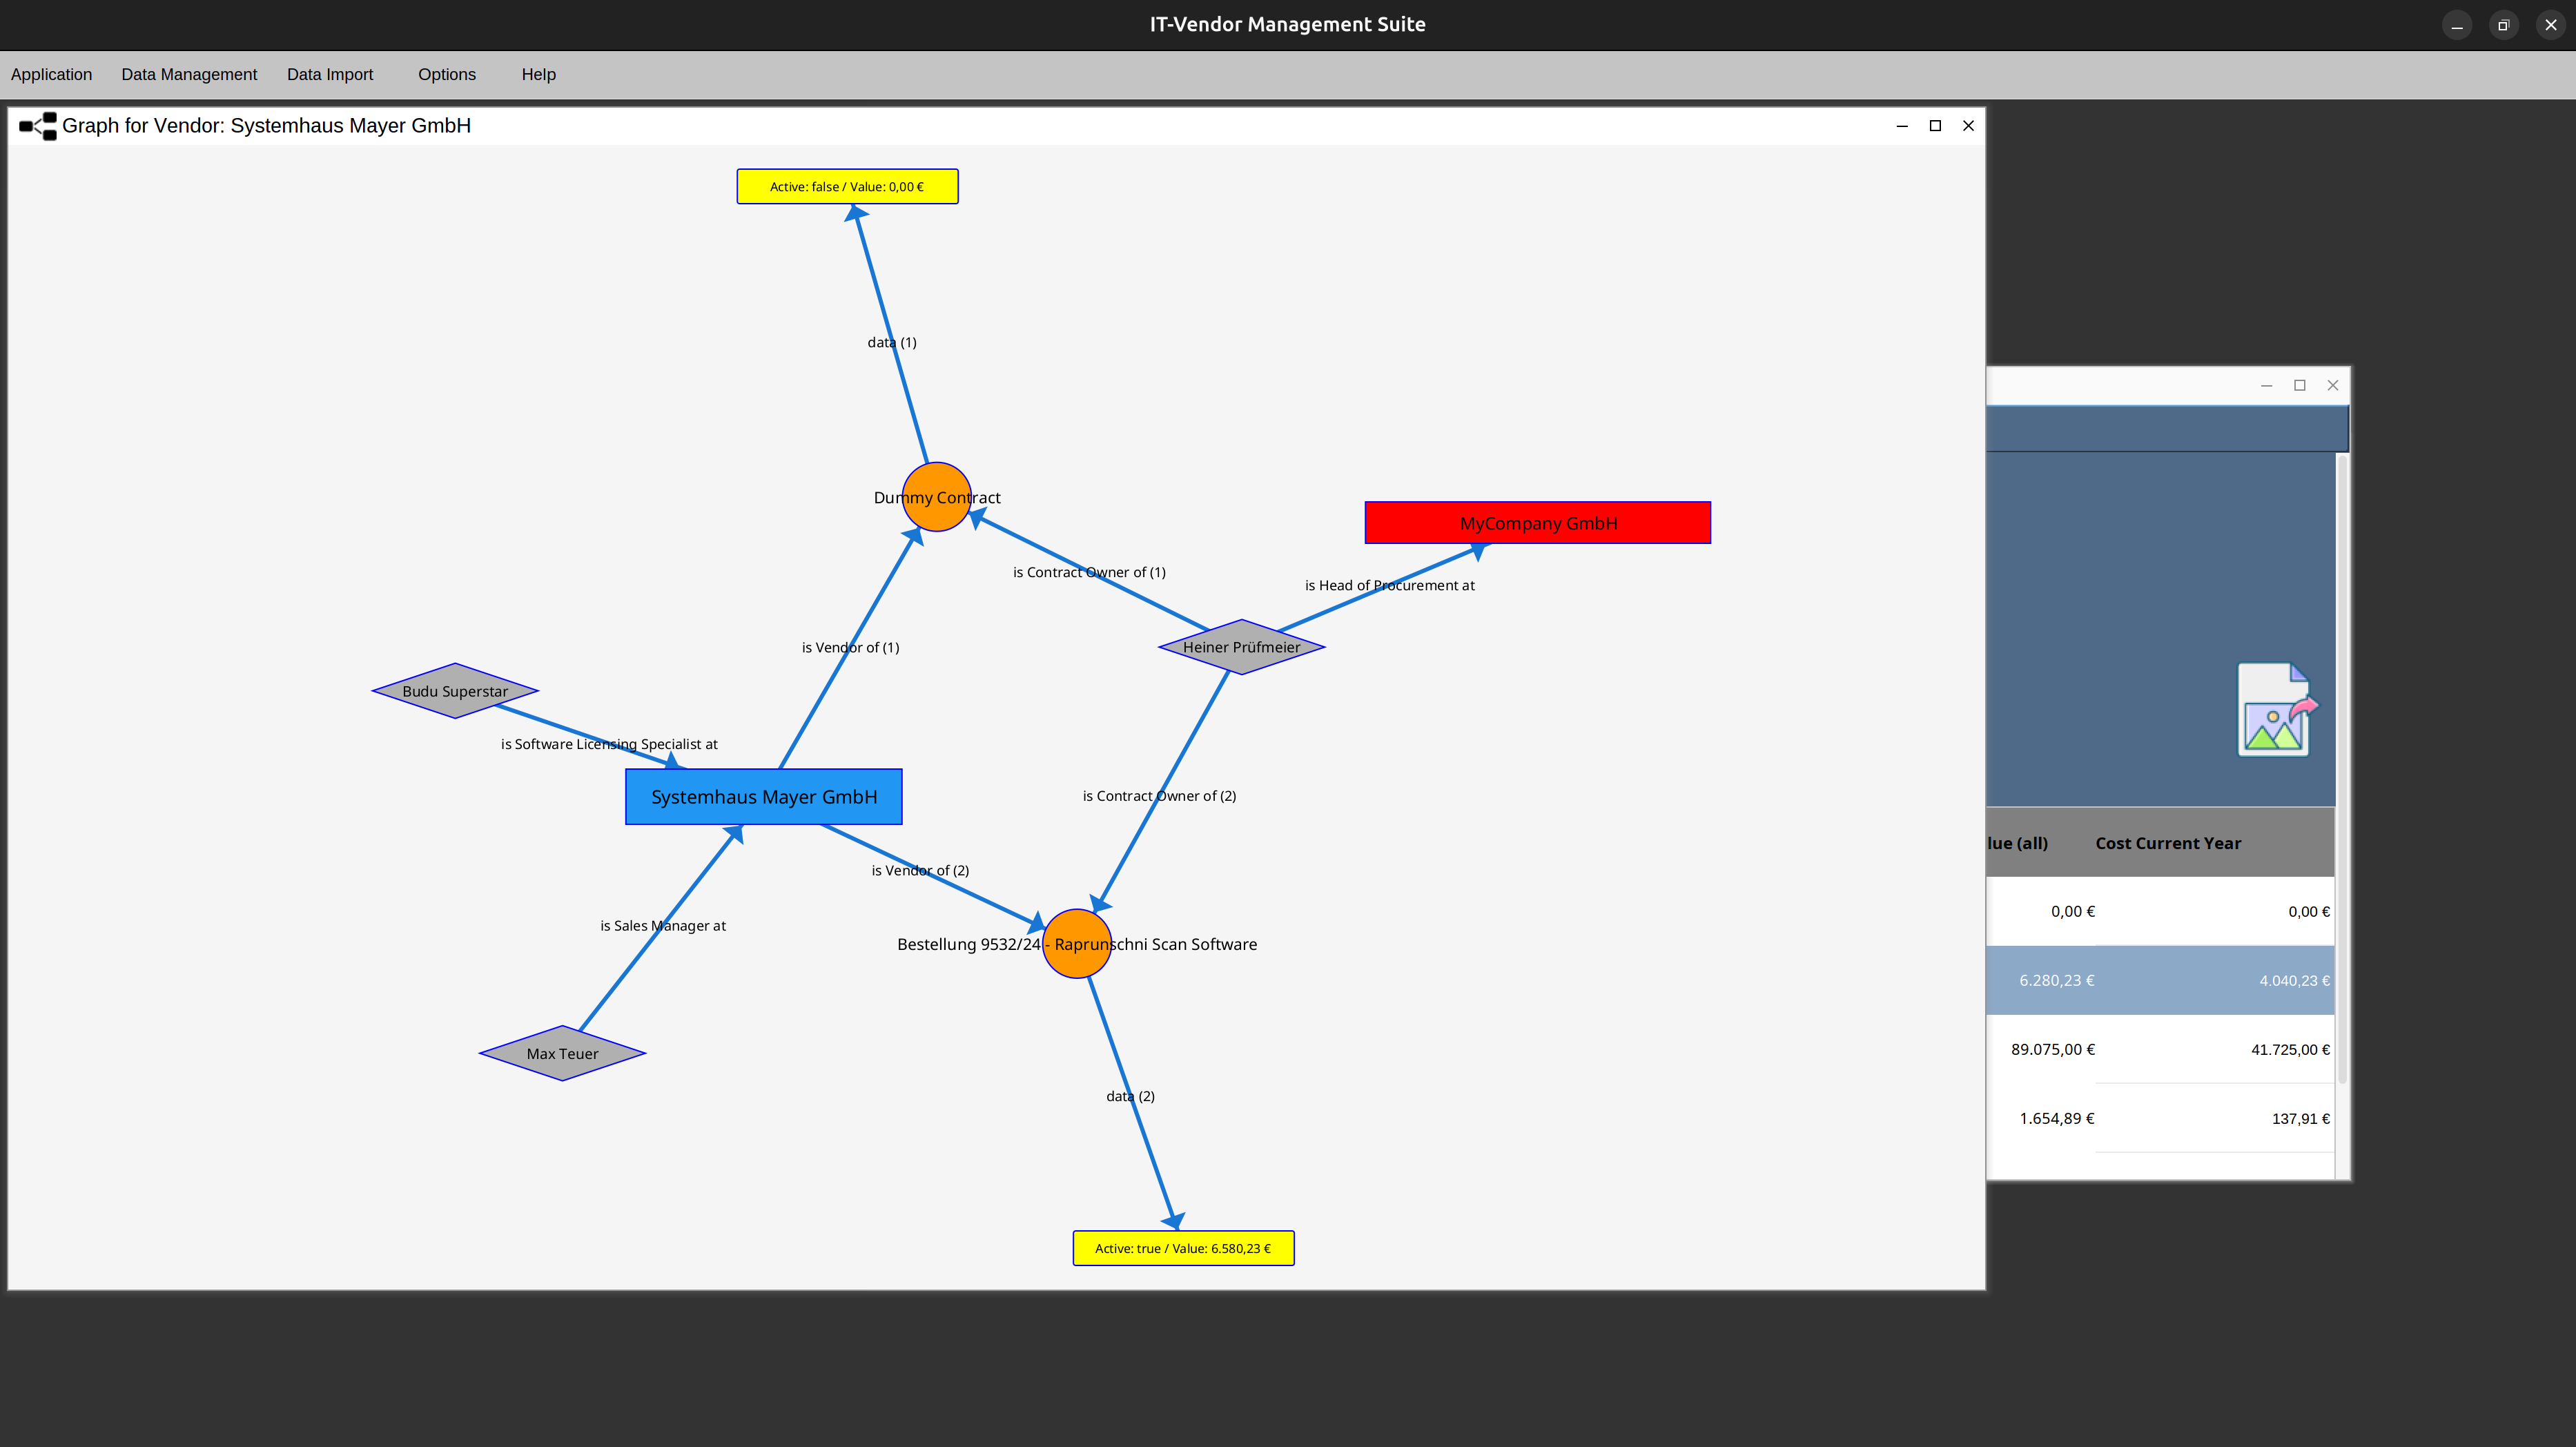 IT-Vendor Management Suite
Application Data Management Data Import Options Help
Graph for Vendor: Systemhaus Mayer GmbH
Active: false / Value: 0,00 €
data (1)
Dummy Contract
MyCompany GmbH
is Contract Owner of (1)
is Head of Procurement at
is Vendor of (1)
Heiner Prüfmeier
Budu Superstar
is Software Licensing Specialist at
Systemhaus Mayer GmbH
is Contract Owner of (2)
is Vendor of (2)
is Sales Manager at
Bestellung 9532/24 - Raprunschni Scan Software
Max Teuer
data (2)
Active: true / Value: 6.580,23 €
lue (all) Cost Current Year
0,00 € 0,00 €
6.280,23 € 4.040,23 €
89.075,00 € 41.725,00 €
1.654,89 € 137,91 €